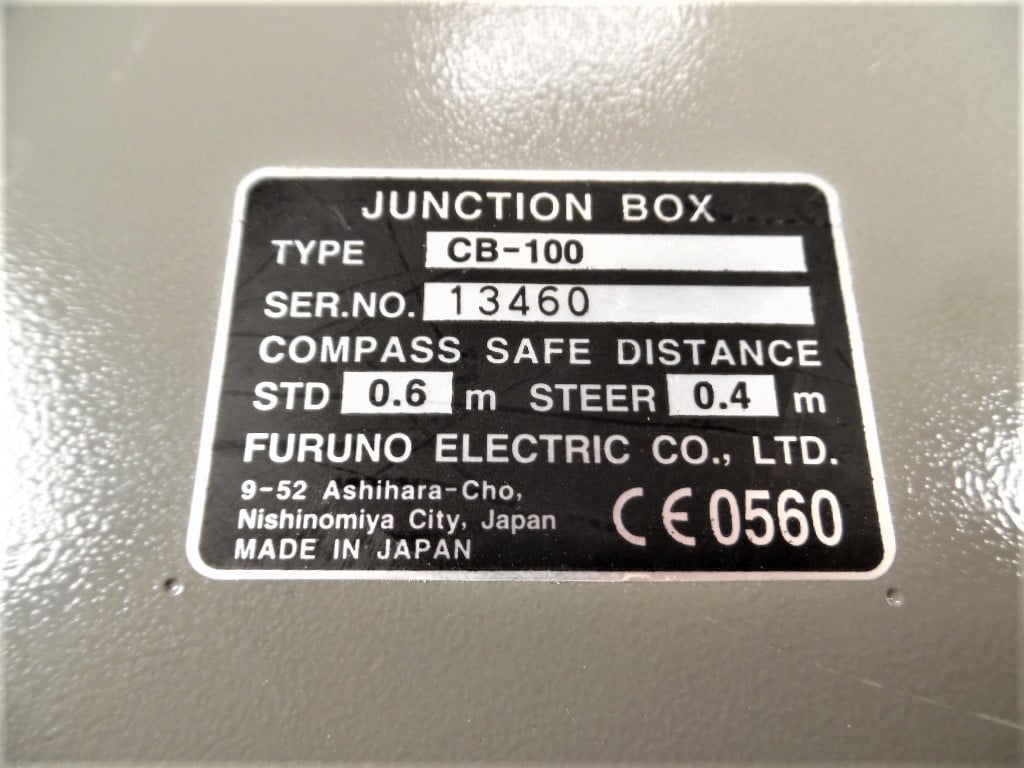 JUNCTION BOX
TYPE CB-100
SER.NO. 13460
COMPASS SAFE DISTANCE
STD 0.6 m STEER 0.4 m
FURUNO ELECTRIC CO., LTD.
9-52 Ashihara-Cho,
Nishinomiya City, Japan
MADE IN JAPAN
CE 0560